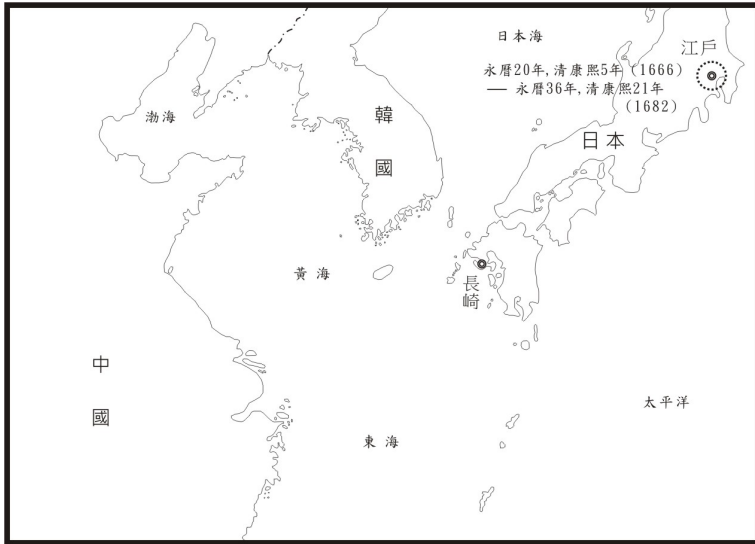 日本海
江戶
永曆20年,清康熙5年（1666）
— 永曆36年,清康熙21年
（1682）
渤海
韓
國
日本
黃海
長
崎
中
國
太平洋
東海